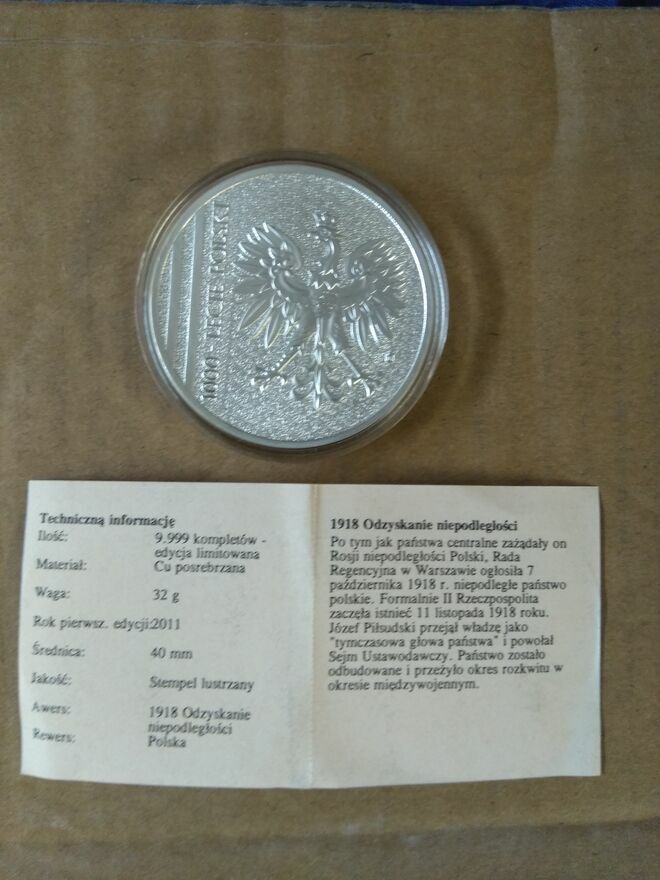 1000 - LECIE POLSKI
Techniczną informację
Ilość: 9.999 kompletów -
edycja limitowana
Materiał: Cu posrebrzana
Waga: 32 g
Rok pierwsz. edycji:2011
Średnica: 40 mm
Jakość: Stempel lustrzany
Awers: 1918 Odzyskanie
niepodległości
Rewers: Polska
1918 Odzyskanie niepodległości
Po tym jak państwa centralne zażądały on
Rosji niepodległości Polski, Rada
Regencyjna w Warszawie ogłosiła 7
października 1918 r. niepodległe państwo
polskie. Formalnie II Rzeczpospolita
zaczęła istnieć 11 listopada 1918 roku.
Józef Piłsudski przejął władzę jako
"tymczasowa głowa państwa" i powołał
Sejm Ustawodawczy. Państwo zostało
odbudowane i przeżyło okres rozkwitu w
okresie międzywojennym.